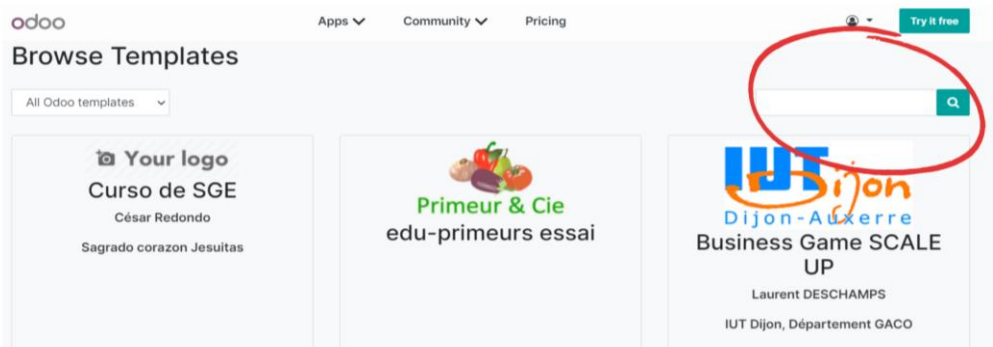 odoo
Apps
Community
Pricing
Try it free
Browse Templates
All Odoo templates
Your logo
Curso de SGE
César Redondo
Sagrado corazon Jesuitas
Primeur & Cie
edu-primeurs essai
IUT Dijon
Dijon-Auxerre
Business Game SCALE
UP
Laurent DESCHAMPS
IUT Dijon, Département GACO